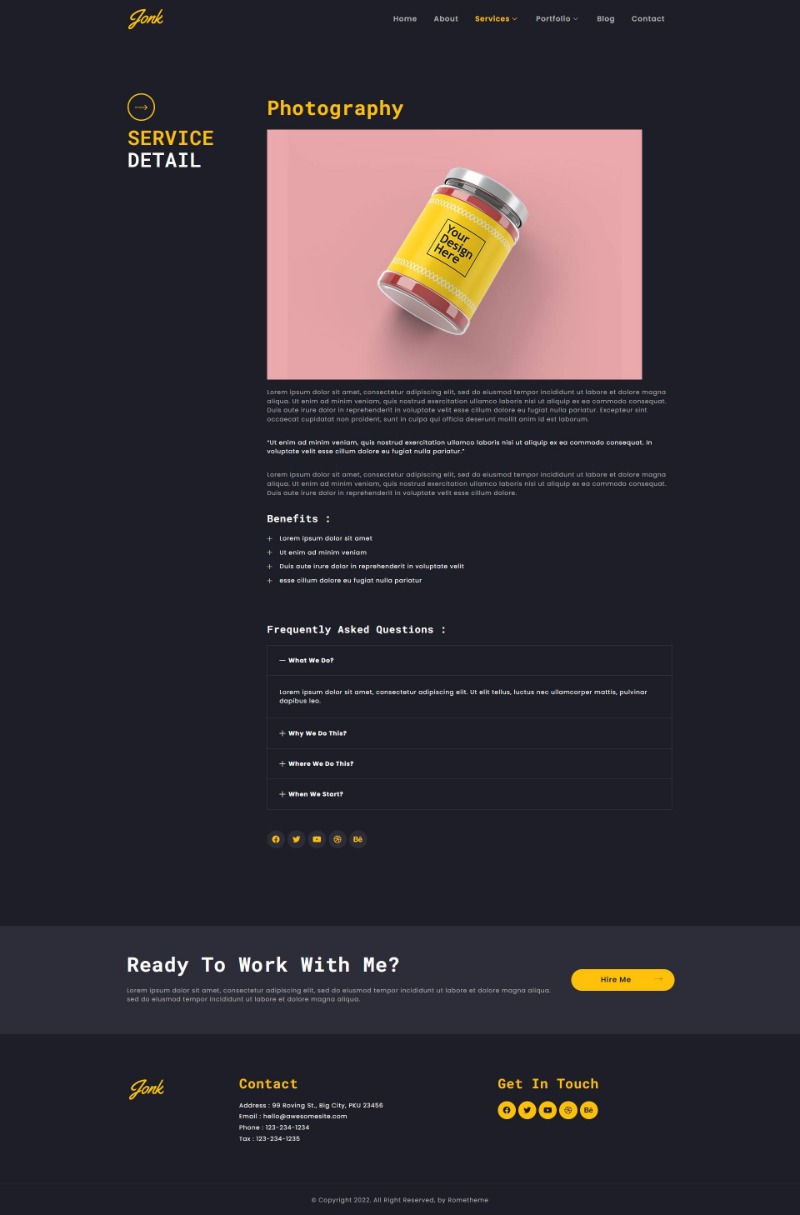 Jonk
Home About Services Portfolio Blog Contact
SERVICE
DETAIL
Photography
Your
Design
Here
Lorem ipsum dolor sit amet, consectetur adipiscing elit, sed do eiusmod tempor incididunt ut labore et dolore magna
aliqua. Ut enim ad minim veniam, quis nostrud exercitation ullamco laboris nisi ut aliquip ex ea commodo consequat.
Duis aute irure dolor in reprehenderit in voluptate velit esse cillum dolore eu fugiat nulla pariatur. Excepteur sint
occaecat cupidatat non proident, sunt in culpa qui officia deserunt mollit anim id est laborum.
"Ut enim ad minim veniam, quis nostrud exercitation ullamco laboris nisi ut aliquip ex ea commodo consequat. In
voluptate velit esse cillum dolore eu fugiat nulla pariatur."
Lorem ipsum dolor sit amet, consectetur adipiscing elit, sed do eiusmod tempor incididunt ut labore et dolore magna
aliqua. Ut enim ad minim veniam, quis nostrud exercitation ullamco laboris nisi ut aliquip ex ea commodo consequat.
Duis aute irure dolor in reprehenderit in voluptate velit esse cillum dolore.
Benefits :
+ Lorem ipsum dolor sit amet
+ Ut enim ad minim veniam
+ Duis aute irure dolor in reprehenderit in voluptate velit
+ esse cillum dolore eu fugiat nulla pariatur
Frequently Asked Questions :
— What We Do?
Lorem ipsum dolor sit amet, consectetur adipiscing elit. Ut elit tellus, luctus nec ullamcorper mattis, pulvinar
dapibus leo.
+ Why We Do This?
+ Where We Do This?
+ When We Start?
Bē
Ready To Work With Me?
Lorem ipsum dolor sit amet, consectetur adipiscing elit, sed do eiusmod tempor incididunt ut labore et dolore magna aliqua.
sed do eiusmod tempor incididunt ut labore et dolore magna aliqua.
Hire Me
Jonk
Contact
Address : 99 Roving St., Big City, PKU 23456
Email : hello@awesomesite.com
Phone : 123-234-1234
Tax : 123-234-1235
Get In Touch
Bē
© Copyright 2022. All Right Reserved, by Rometheme